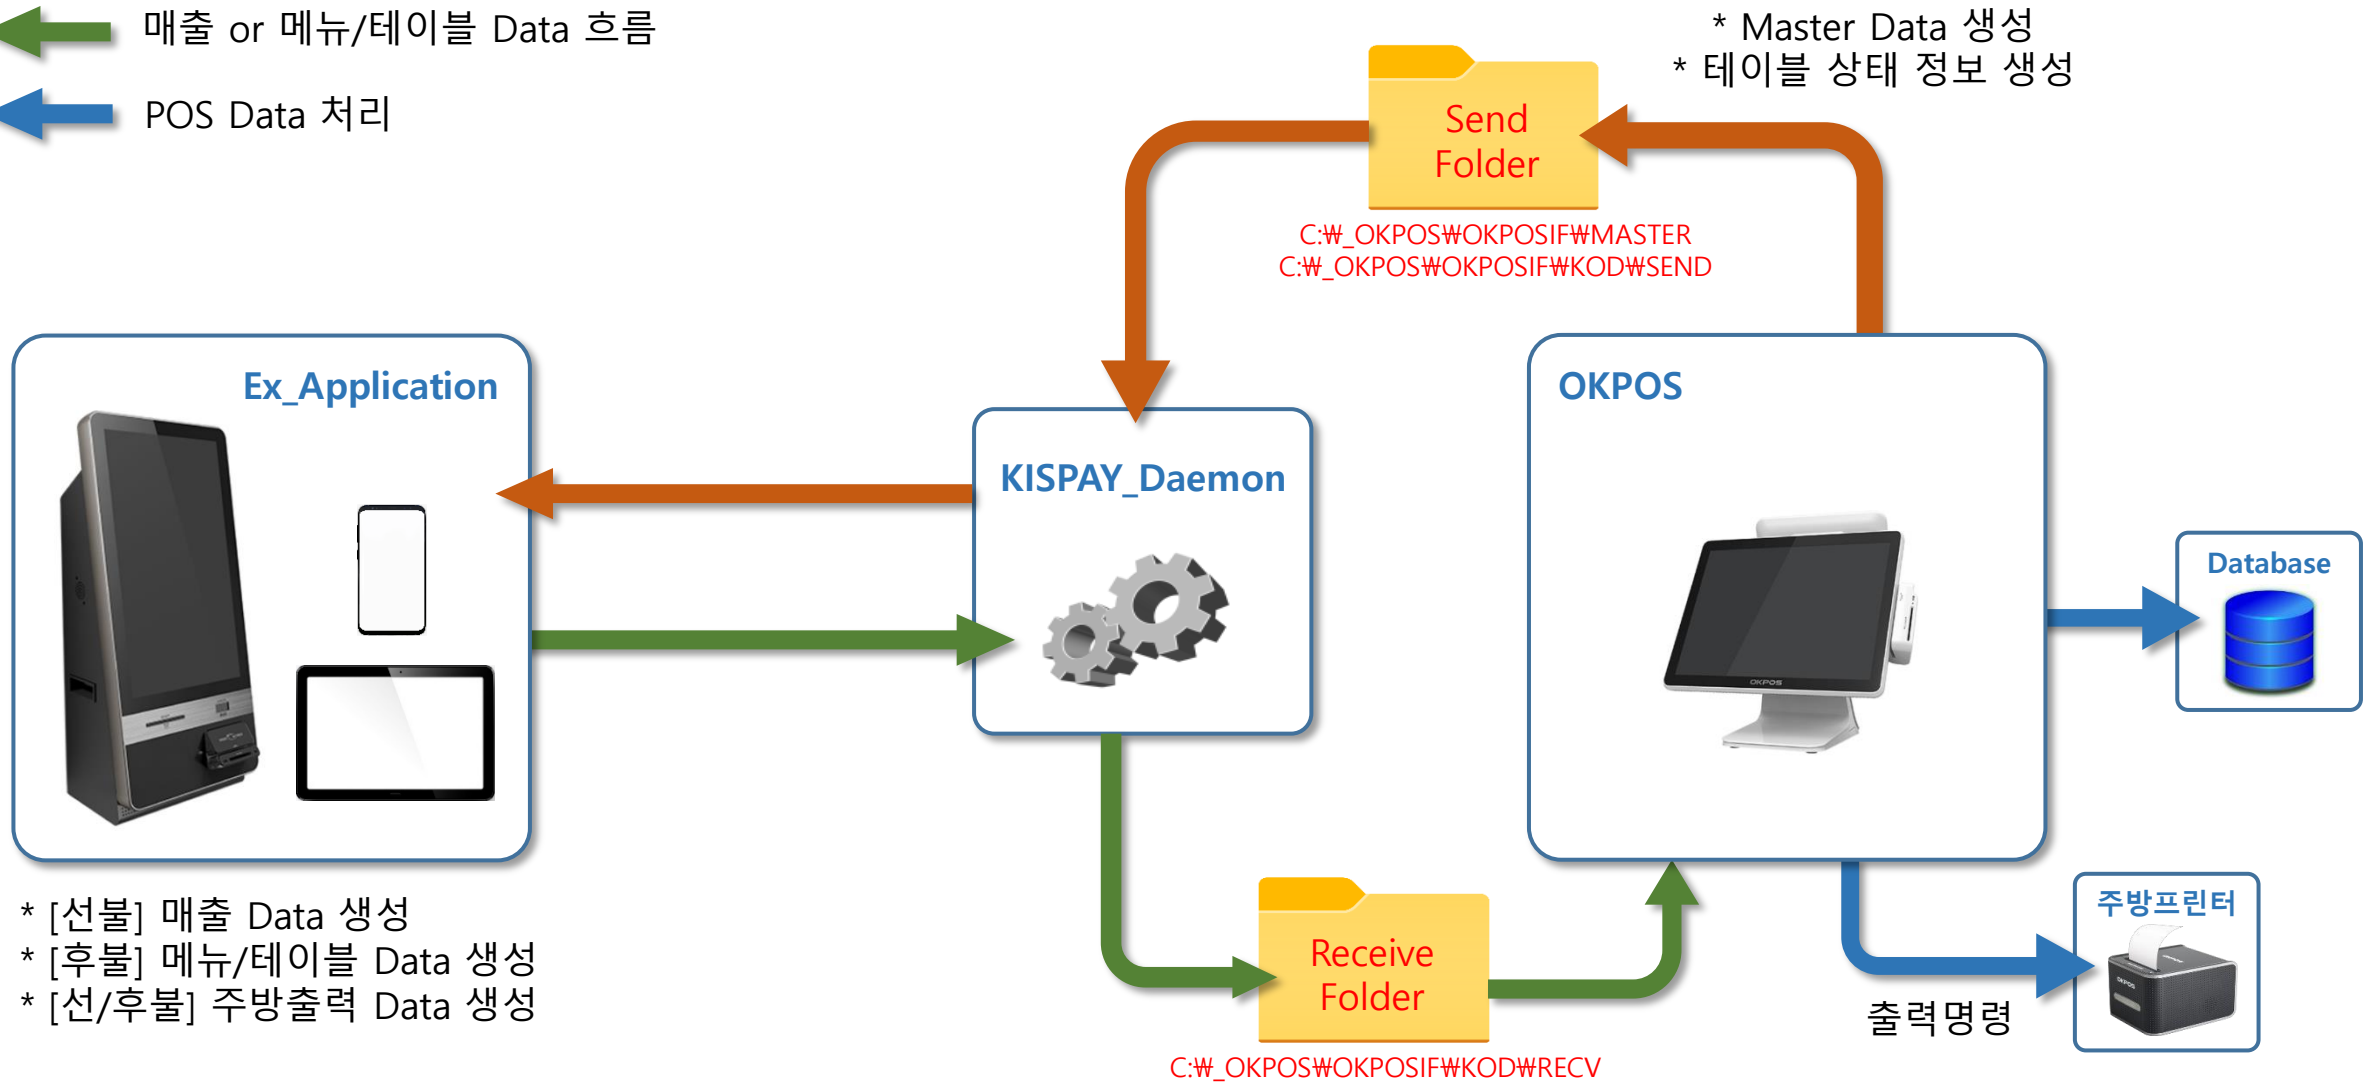 매출 or 메뉴/테이블 Data 흐름
POS Data 처리
* Master Data 생성
* 테이블 상태 정보 생성
Send
Folder
C:₩_OKPOS₩OKPOSIF₩MASTER
C:₩_OKPOS₩OKPOSIF₩KOD₩SEND
Ex_Application
KISPAY_Daemon
OKPOS
OKPOS
Database
* [선불] 매출 Data 생성
* [후불] 메뉴/테이블 Data 생성
* [선/후불] 주방출력 Data 생성
Receive
Folder
C:₩_OKPOS₩OKPOSIF₩KOD₩RECV
출력명령
주방프린터
OKPOS
OKPOS